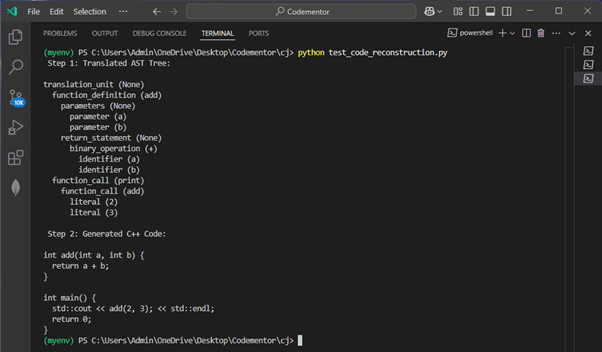 File Edit Selection ... Codementor
PROBLEMS OUTPUT DEBUG CONSOLE TERMINAL PORTS powershell
(myenv) PS C:\Users\Admin\OneDrive\Desktop\Codementor\cj> python test_code_reconstruction.py
Step 1: Translated AST Tree:
translation_unit (None)
function_definition (add)
parameters (None)
parameter (a)
parameter (b)
return_statement (None)
binary_operation (+)
identifier (a)
identifier (b)
function_call (print)
function_call (add)
literal (2)
literal (3)
Step 2: Generated C++ Code:
int add(int a, int b) {
return a + b;
}
int main() {
std::cout << add(2, 3); << std::endl;
return 0;
}
(myenv) PS C:\Users\Admin\OneDrive\Desktop\Codementor\cj>
10K